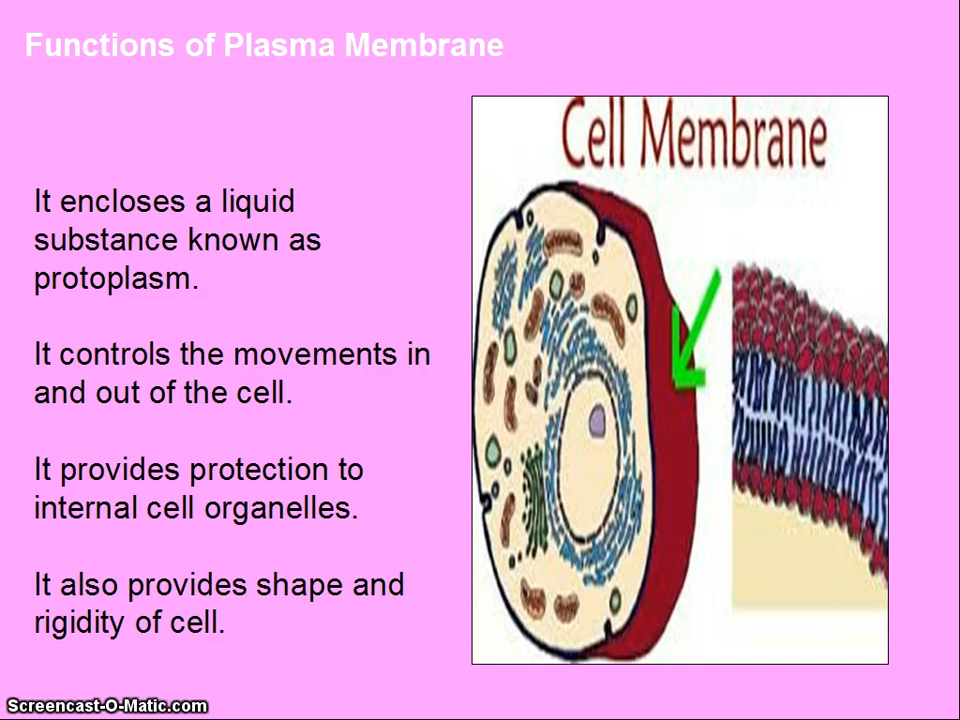 Functions of Plasma Membrane
Cell Membrane
It encloses a liquid
substance known as
protoplasm.
It controls the movements in
and out of the cell.
It provides protection to
internal cell organelles.
It also provides shape and
rigidity of cell.
Screencast-O-Matic.com